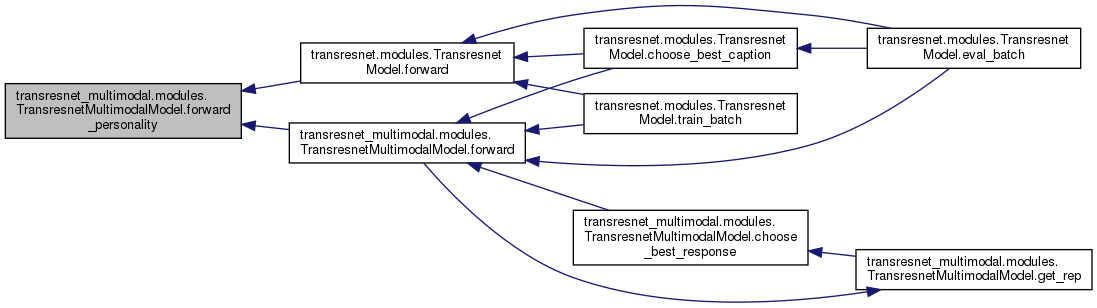 transresnet_multimodal.modules.
TransresnetMultimodalModel.forward
_personality
transresnet.modules.Transresnet
Model.forward
transresnet_multimodal.modules.
TransresnetMultimodalModel.forward
transresnet.modules.Transresnet
Model.choose_best_caption
transresnet.modules.Transresnet
Model.train_batch
transresnet.modules.Transresnet
Model.eval_batch
transresnet_multimodal.modules.
TransresnetMultimodalModel.choose
_best_response
transresnet_multimodal.modules.
TransresnetMultimodalModel.get_rep